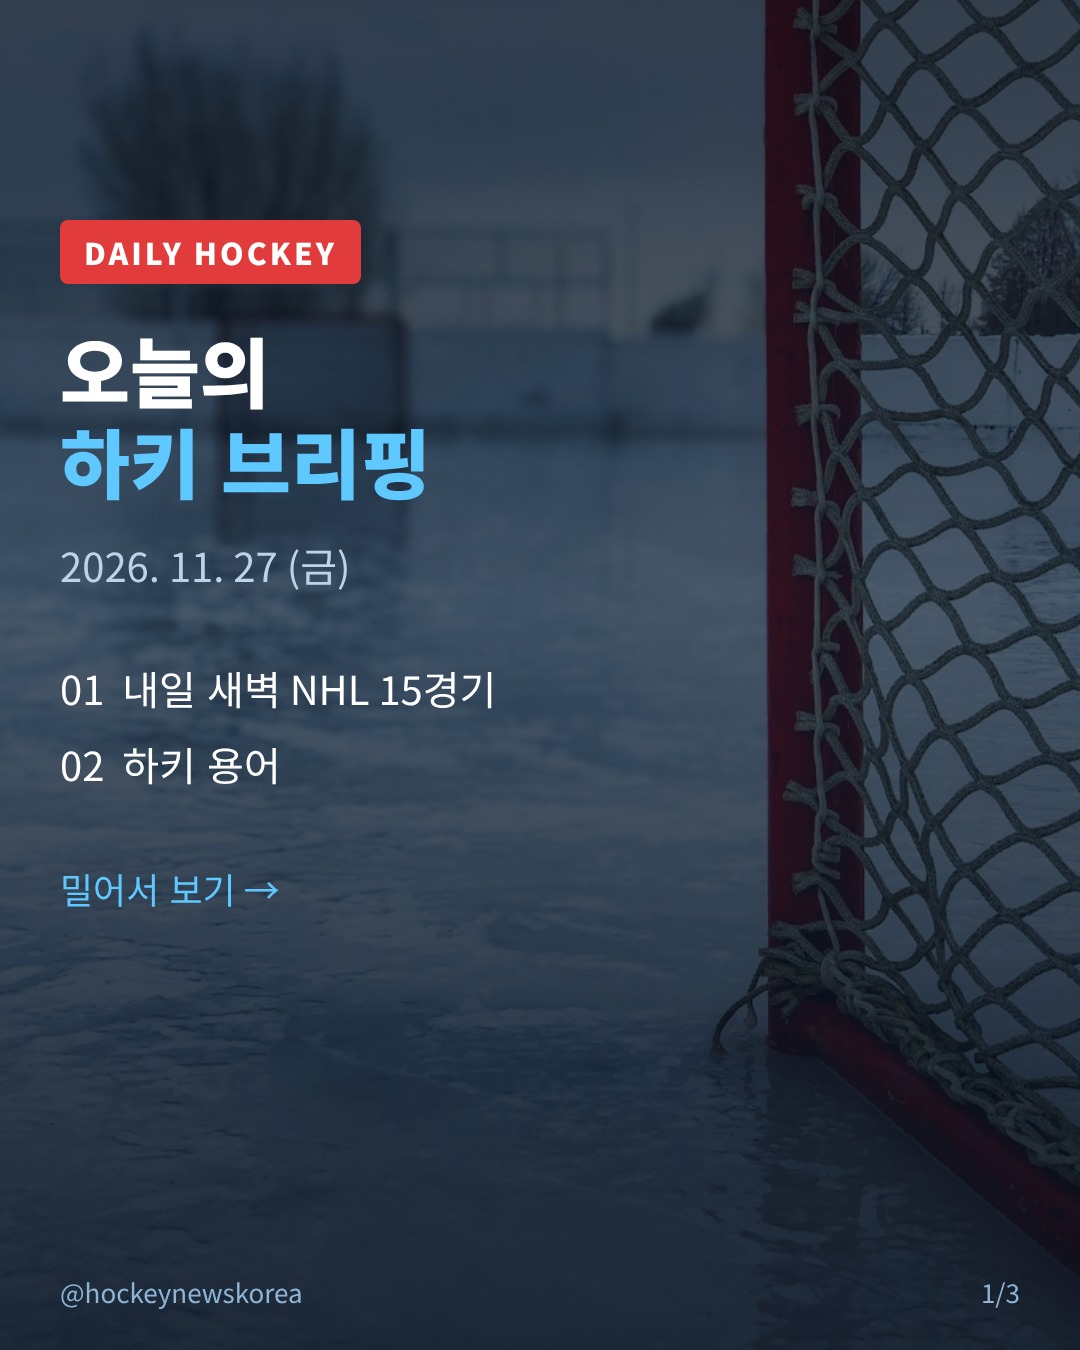 DAILY HOCKEY
오늘의
하키 브리핑
2026. 11. 27 (금)
01 내일 새벽 NHL 15경기
02 하키 용어
밀어서 보기 →
@hockeynewskorea
1/3